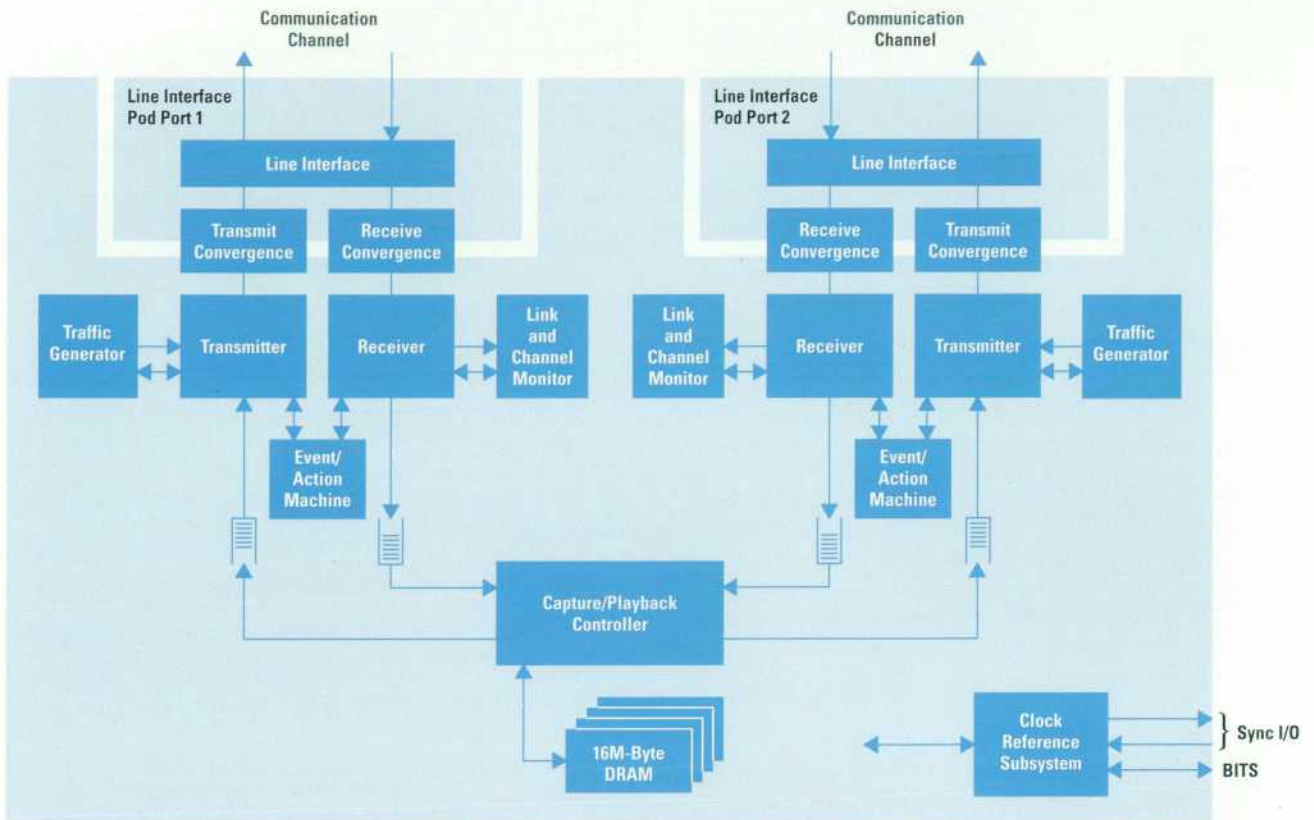 Communication
Channel
Communication
Channel
Line Interface
Pod Port 1
Line Interface
Pod Port 2
Line Interface
Line Interface
Transmit
Convergence
Receive
Convergence
Receive
Convergence
Transmit
Convergence
Traffic
Generator
Transmitter
Receiver
Link
and
Channel
Monitor
Link
and
Channel
Monitor
Receiver
Transmitter
Traffic
Generator
Event/
Action
Machine
Event/
Action
Machine
Capture/Playback
Controller
16M-Byte
DRAM
Clock
Reference
Subsystem
Sync I/O
BITS